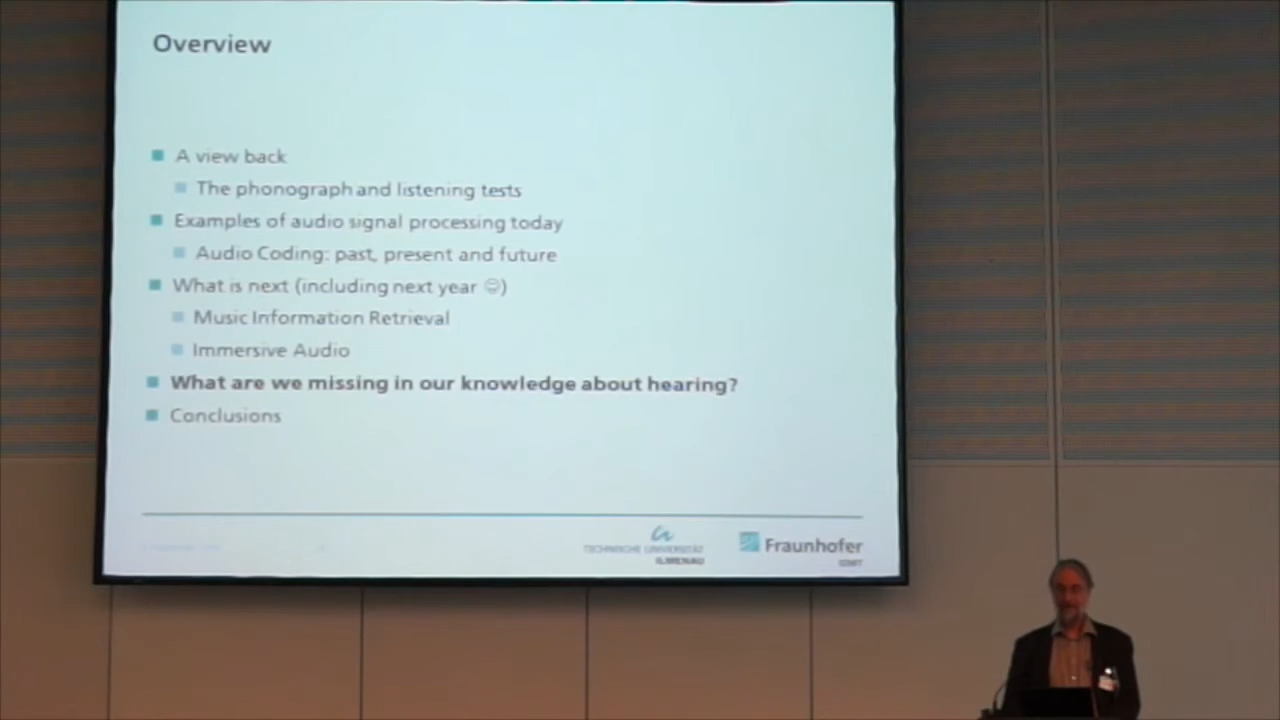 Overview
A view back
The phonograph and listening tests
Examples of audio signal processing today
Audio Coding: past, present and future
What is next (including next year ☺)
Music Information Retrieval
Immersive Audio
What are we missing in our knowledge about hearing?
Conclusions
TECHNISCHE UNIVERSITÄT
ILMENAU
Fraunhofer
IDMT